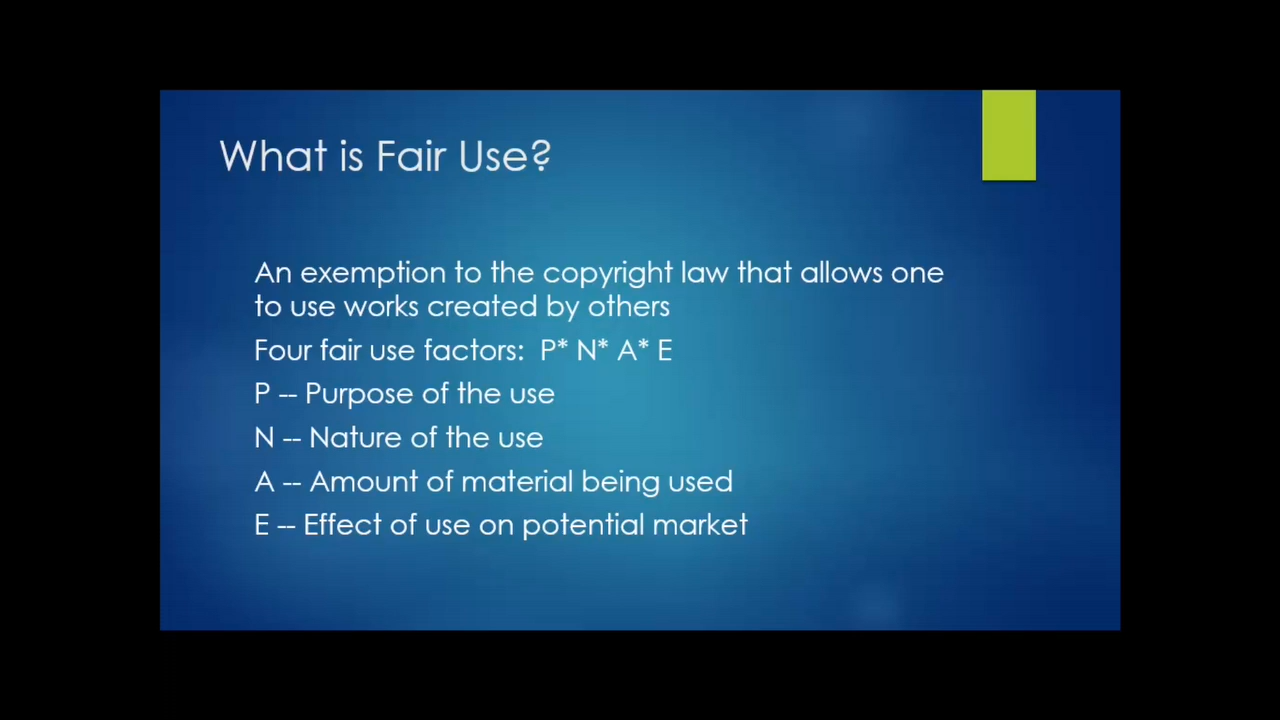 What is Fair Use?
An exemption to the copyright law that allows one
to use works created by others
Four fair use factors:  P* N* A* E
P -- Purpose of the use
N -- Nature of the use
A -- Amount of material being used
E -- Effect of use on potential market